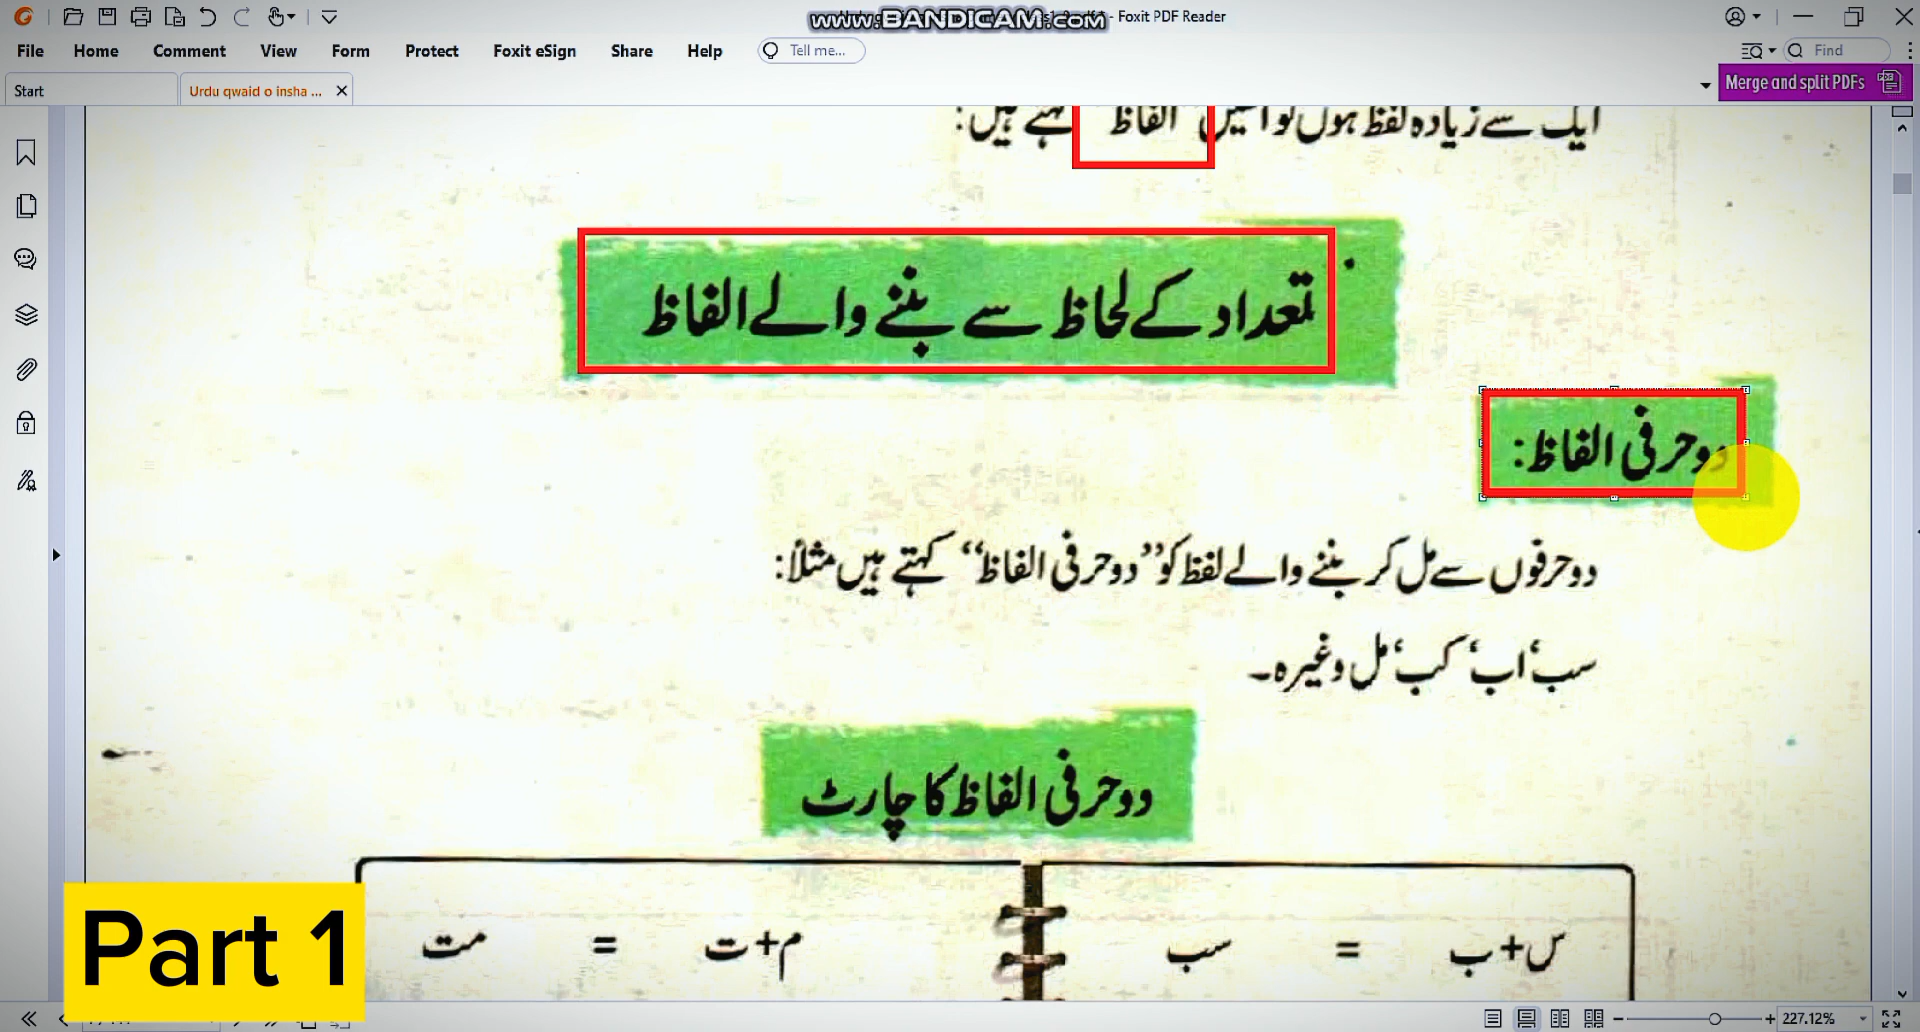 www.BANDICAM.com - Foxit PDF Reader
File Home Comment View Form Protect Foxit eSign Share Help Tell me... Find
Start Urdu qwaid o insha ... Merge and split PDFs
ایک سے زیادہ لفظ ہوں تو انھیں الفاظ کہتے ہیں:
تعداد کے لحاظ سے بننے والے الفاظ
دو حرفی الفاظ:
دو حرفوں سے مل کر بننے والے لفظ کو ”دو حرفی الفاظ“ کہتے ہیں مثلاً:
سب، اب، کب، مل وغیرہ۔
دو حرفی الفاظ کا چارٹ
س+ب = سب م+ت = مت
Part 1
227.12%